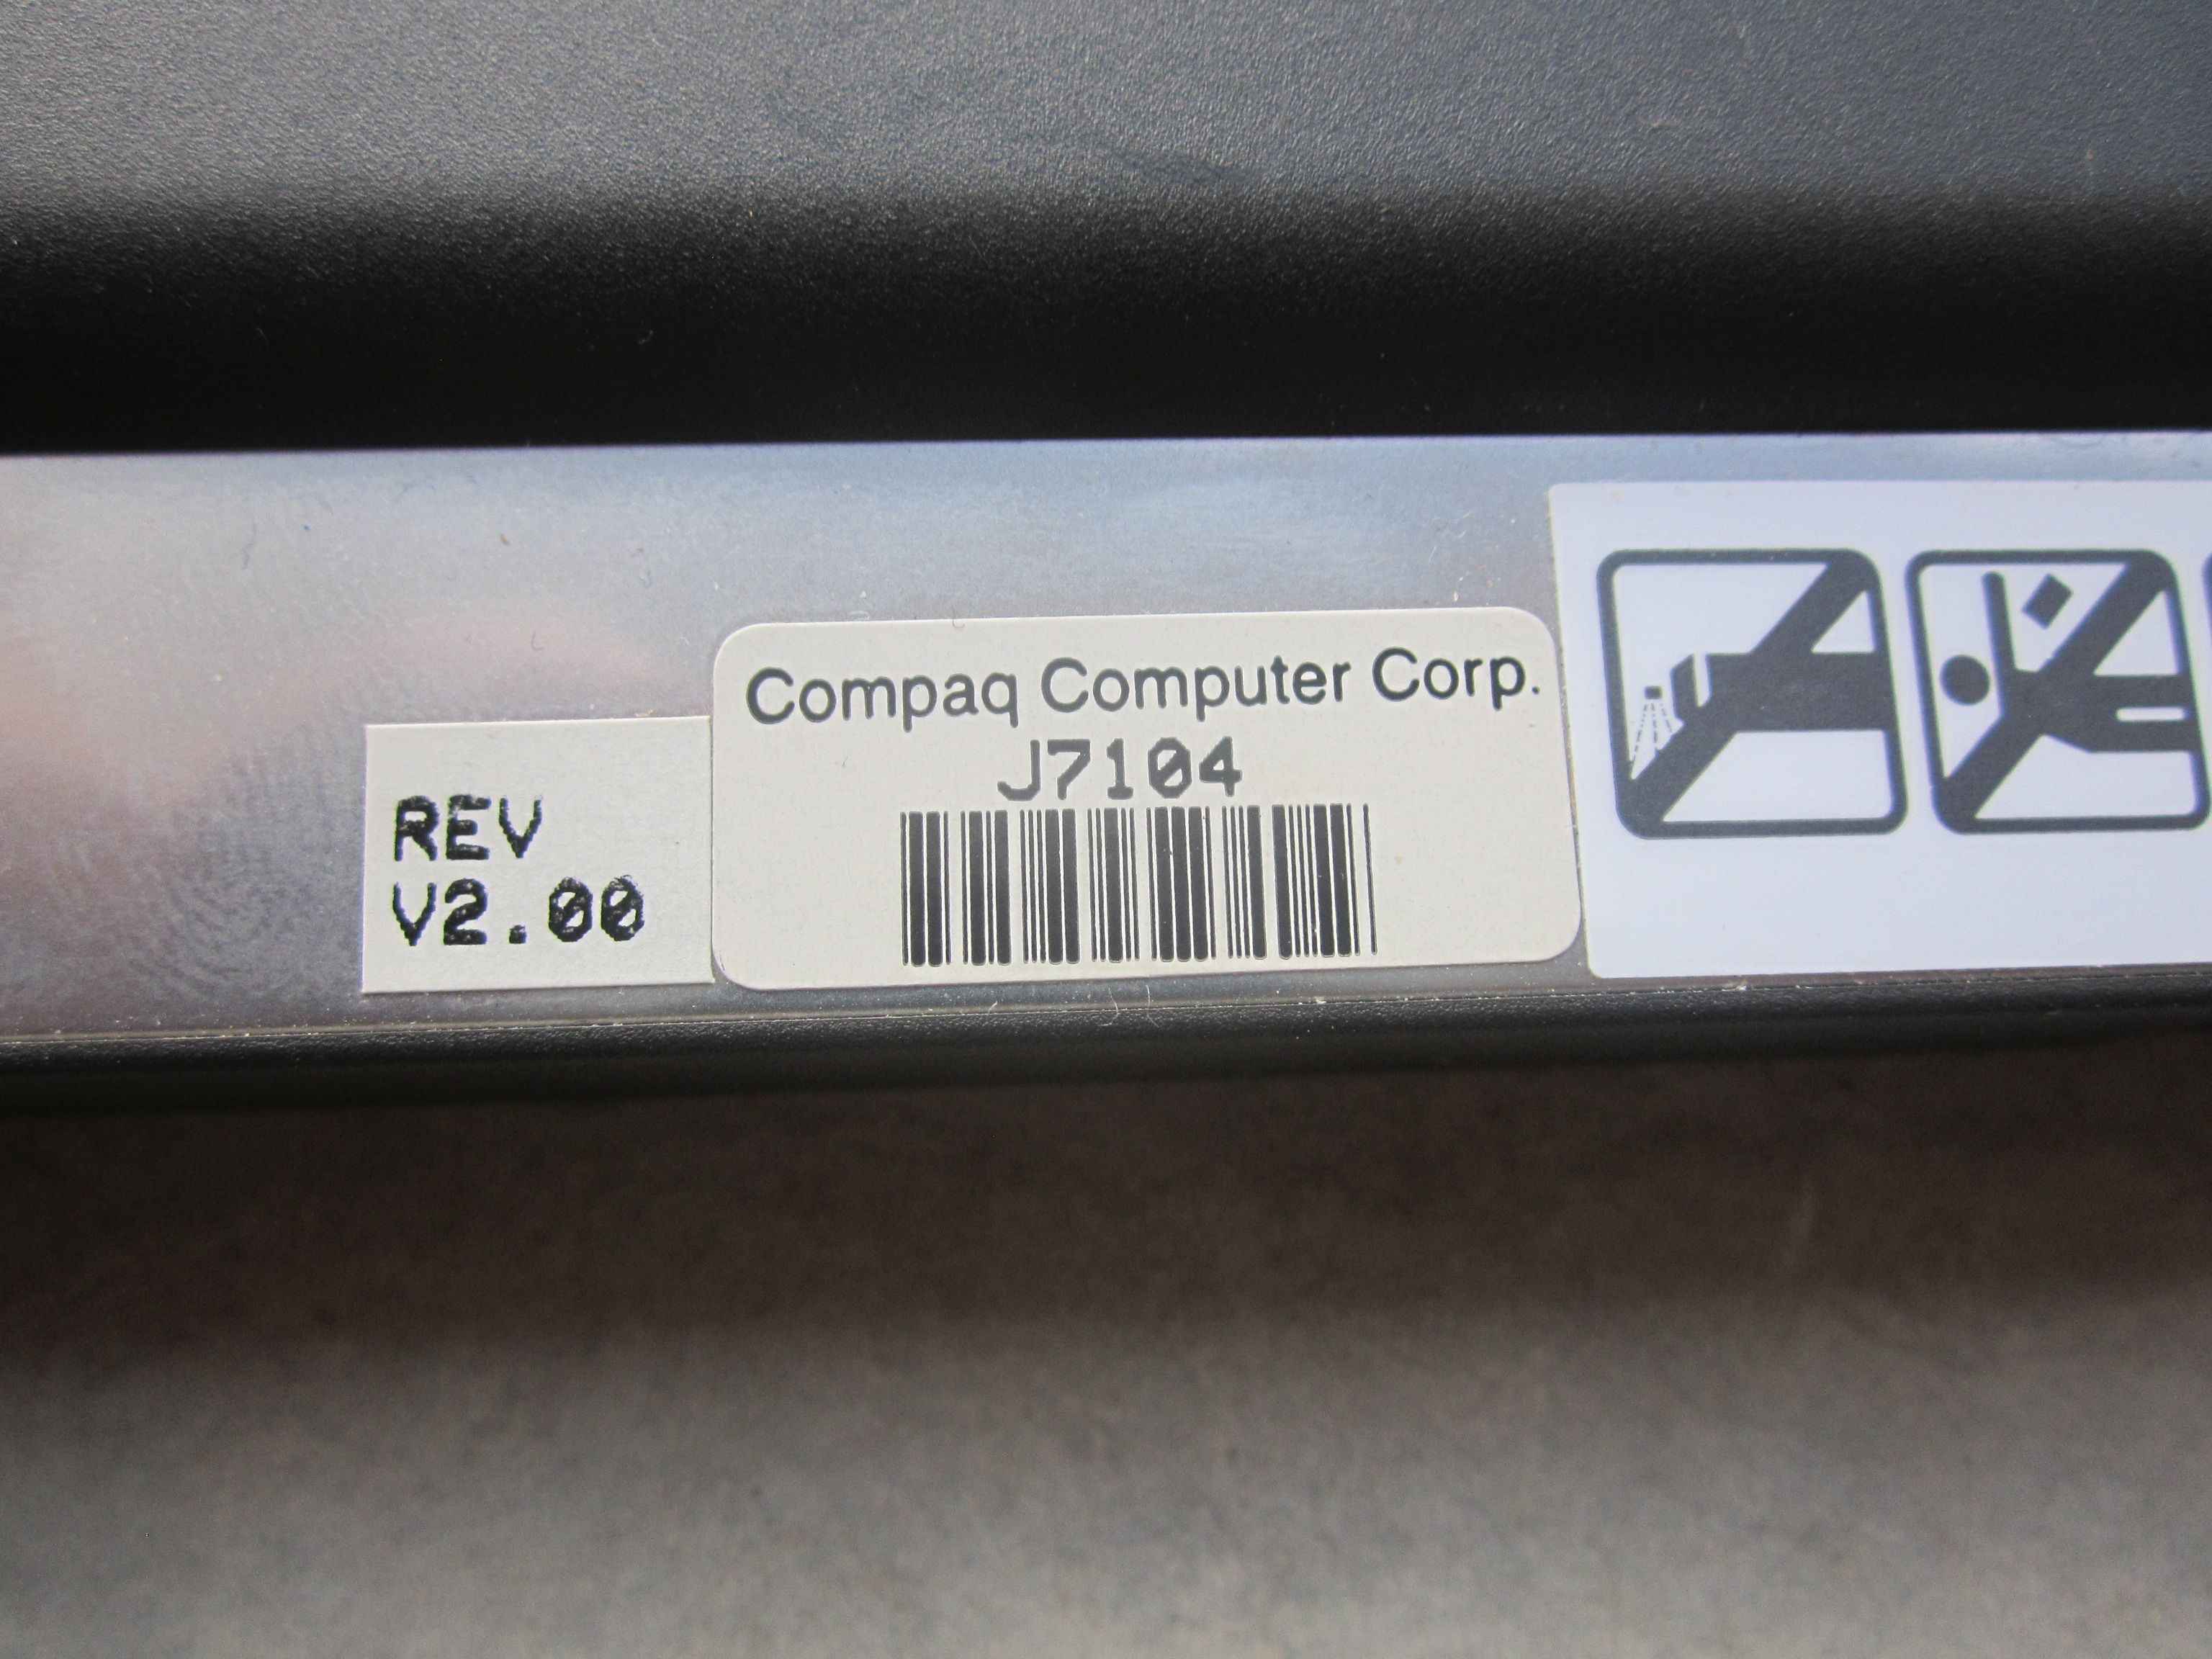 Compaq Computer Corp.
J7104
REV
V2.00